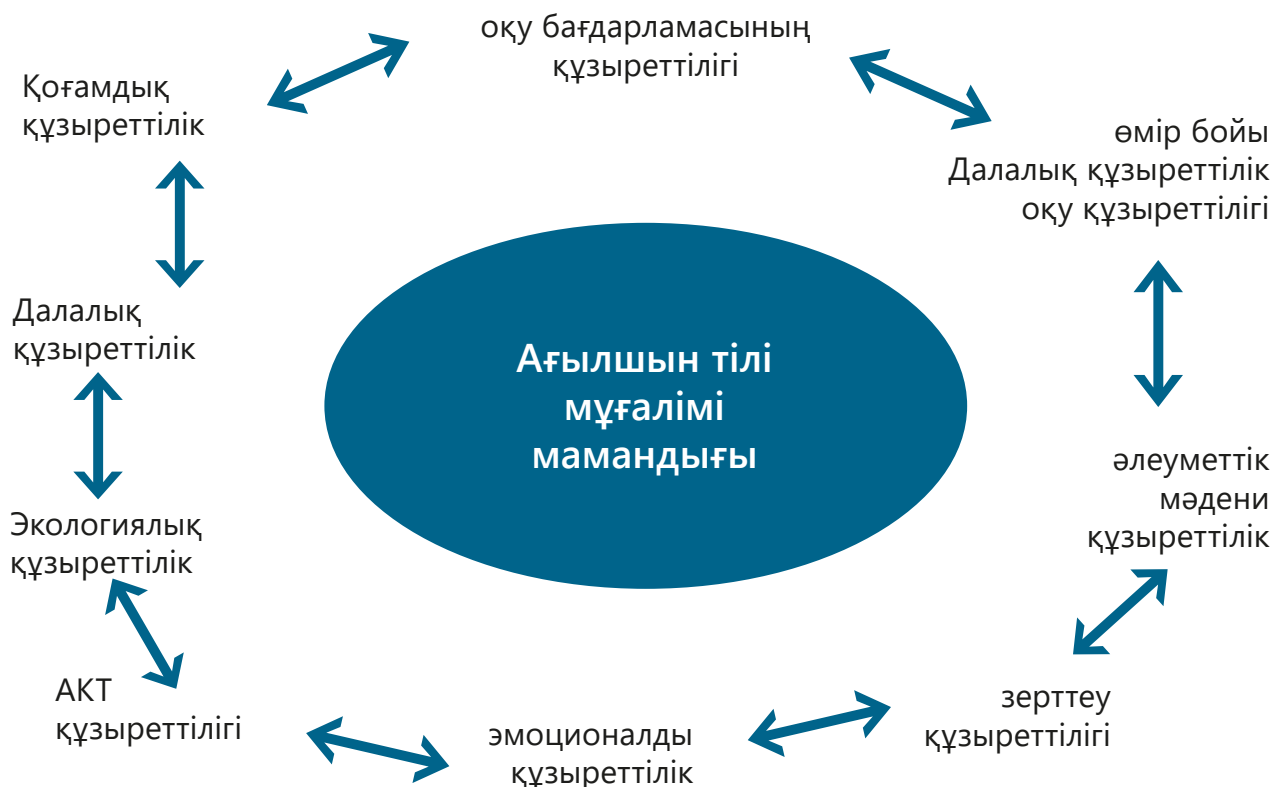 оқу бағдарламасының
құзыреттілігі
Қоғамдық
құзыреттілік
өмір бойы
Далалық құзыреттілік
оқу құзыреттілігі
Далалық
құзыреттілік
Ағылшын тілі
мұғалімі
мамандығы
әлеуметтік
мәдени
құзыреттілік
Экологиялық
құзыреттілік
АКТ
құзыреттілігі
зерттеу
құзыреттілігі
эмоционалды
құзыреттілік